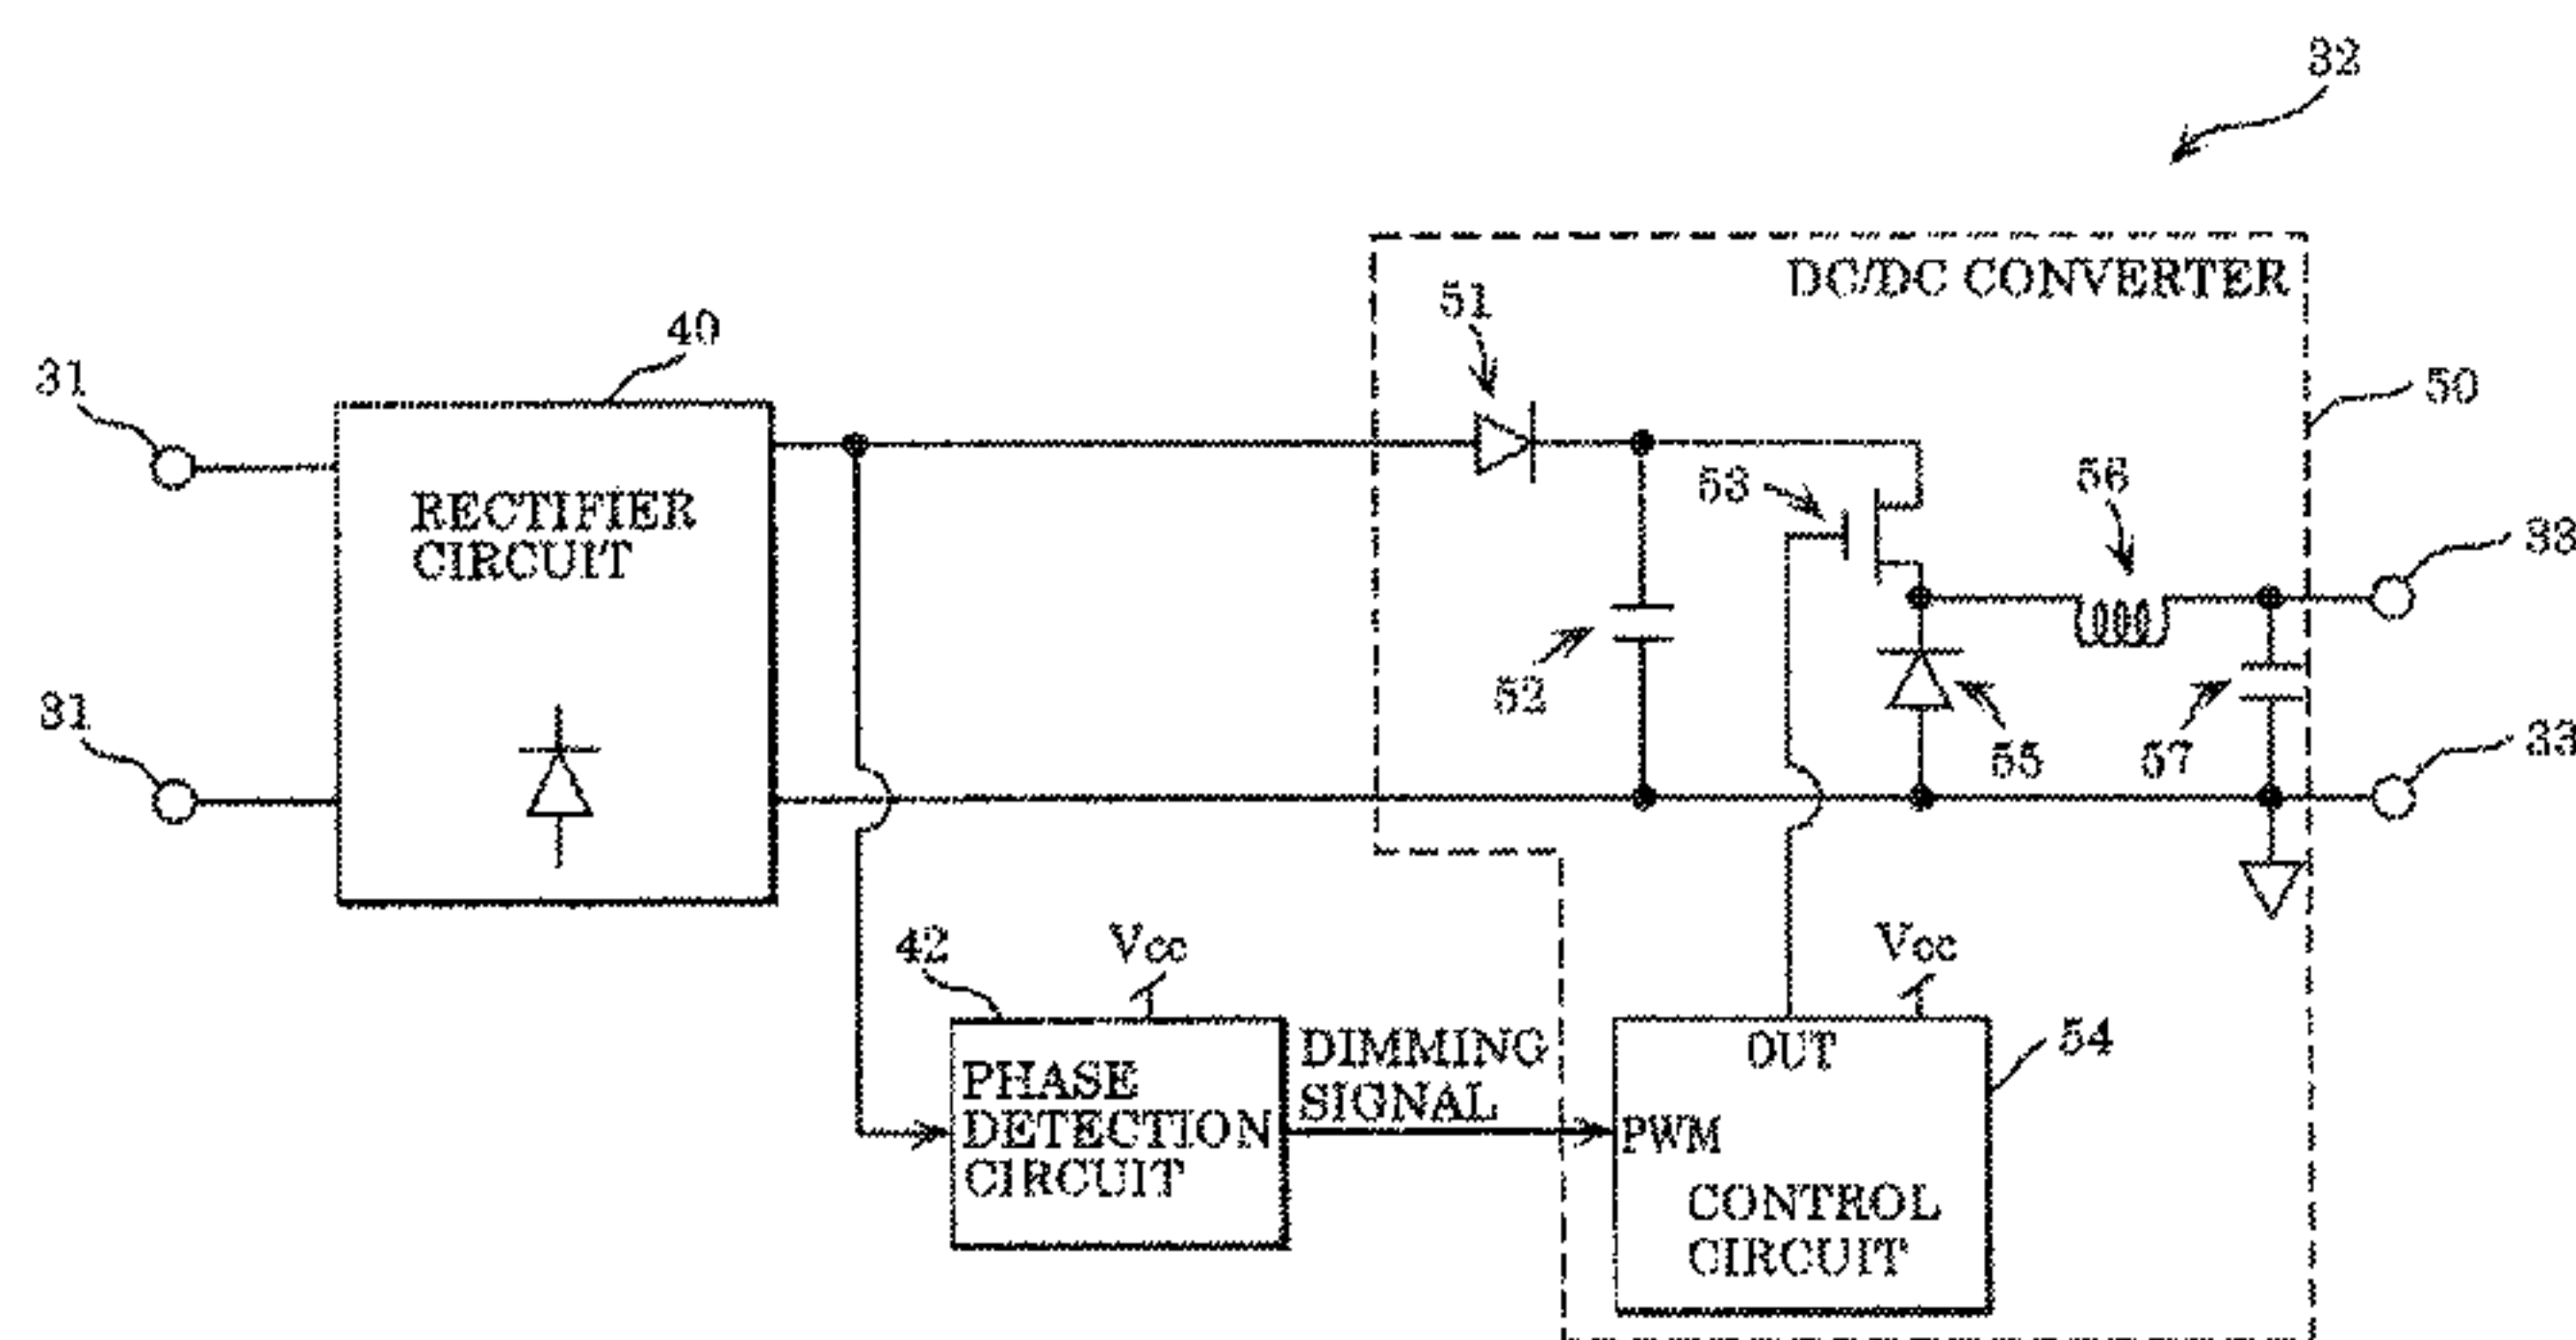 32
DC/DC CONVERTER
51
40
31
50
RECTIFIER
CIRCUIT
53
56
33
52
31
55
57
33
42
Vcc
Vcc
PHASE
DETECTION
CIRCUIT
DIMMING
SIGNAL
OUT
54
PWM
CONTROL
CIRCUIT